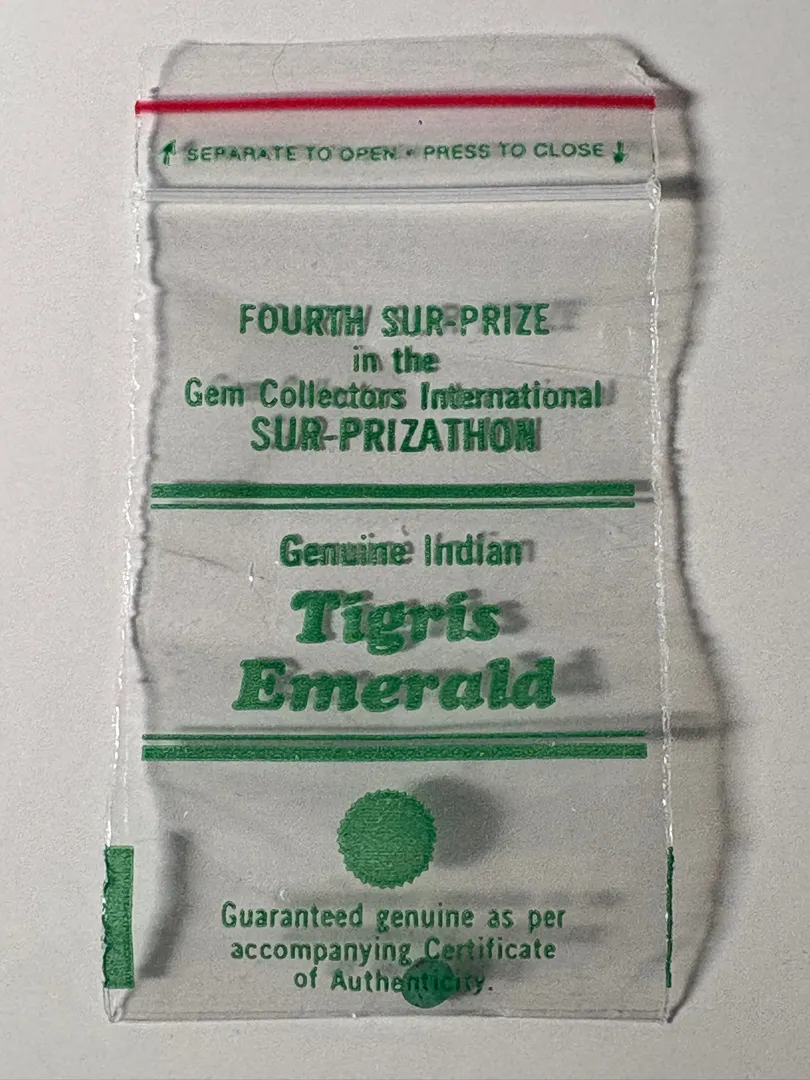 ↑ SEPARATE TO OPEN • PRESS TO CLOSE ↓
FOURTH SUR-PRIZE
in the
Gem Collectors International
SUR-PRIZATHON
Genuine Indian
Tigris
Emerald
Guaranteed genuine as per
accompanying Certificate
of Authenticity.